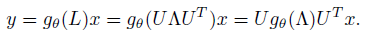 y = g_θ(L)x = g_θ(UΛU^T)x = Ug_θ(Λ)U^T x.